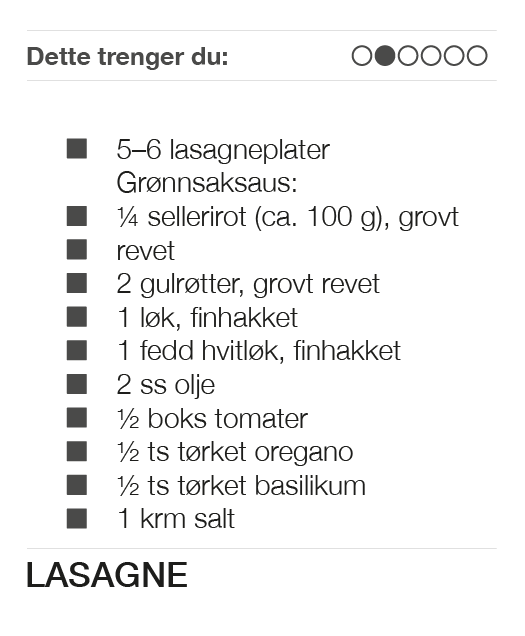 Dette trenger du:
5–6 lasagneplater
Grønnsaksaus:
¼ sellerirot (ca. 100 g), grovt
revet
2 gulrøtter, grovt revet
1 løk, finhakket
1 fedd hvitløk, finhakket
2 ss olje
½ boks tomater
½ ts tørket oregano
½ ts tørket basilikum
1 krm salt
LASAGNE